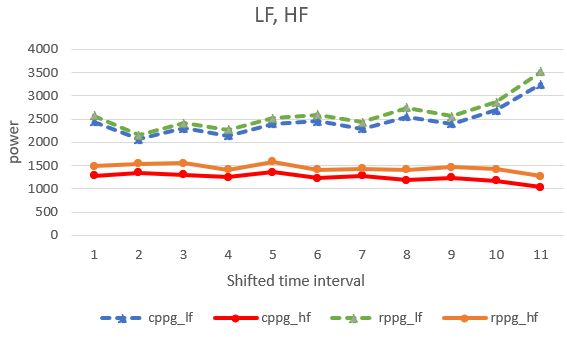 LF, HF
4000
3500
3000
2500
2000
1500
1000
500
0
power
1 2 3 4 5 6 7 8 9 10 11
Shifted time interval
cppg_lf cppg_hf rppg_lf rppg_hf